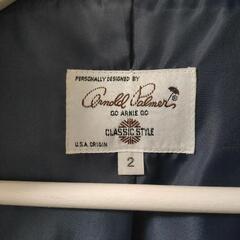 PERSONALLY DESIGNED BY
Arnold Palmer
GO ARNIE GO
CLASSIC STYLE
U.S.A. ORIGIN
2